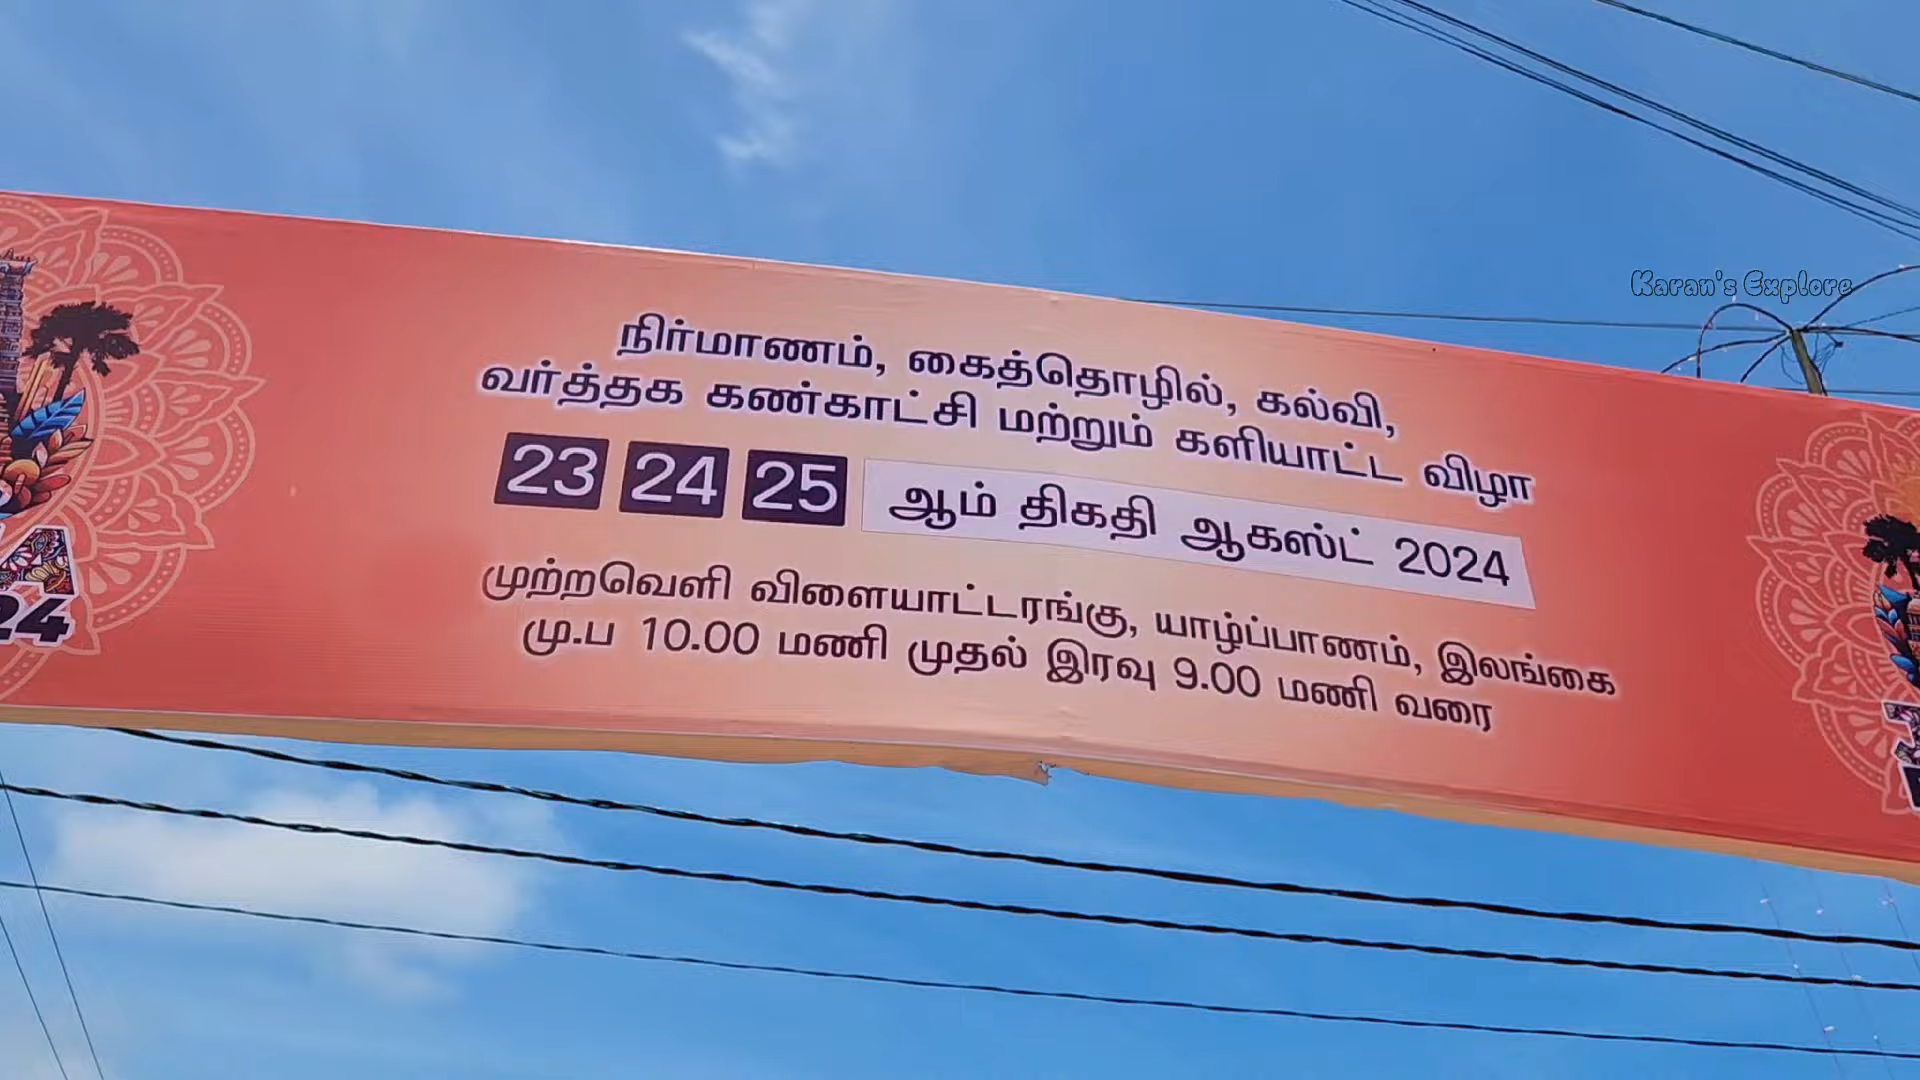 Karan's Explore
நிர்மாணம், கைத்தொழில், கல்வி,
வர்த்தக கண்காட்சி மற்றும் களியாட்ட விழா
23 24 25 ஆம் திகதி ஆகஸ்ட் 2024
முற்றவெளி விளையாட்டரங்கு, யாழ்ப்பாணம், இலங்கை
மு.ப 10.00 மணி முதல் இரவு 9.00 மணி வரை